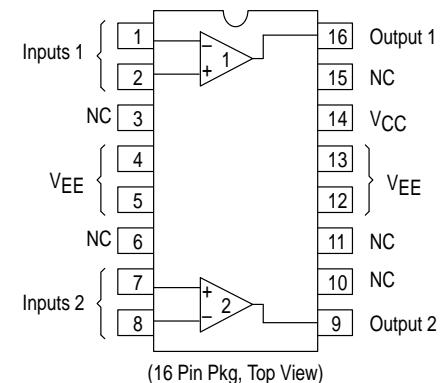 1 16 Output 1
Inputs 1 − 1
2 + 15 NC
NC 3 14 VCC
4 13
VEE VEE
5 12
NC 6 11 NC
7 + 10 NC
Inputs 2 2
8 − 9 Output 2
(16 Pin Pkg, Top View)